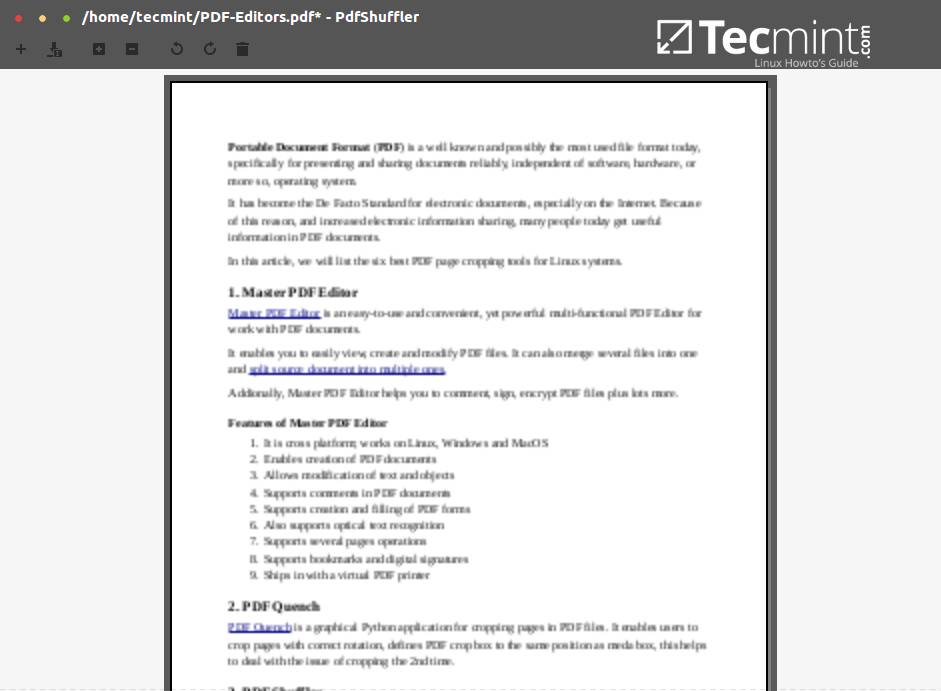 /home/tecmint/PDF-Editors.pdf* - PdfShuffler
Tecmint.com
Linux Howto's Guide
Portable Document Format (PDF) is a well known and possibly the most used file format today,
specifically for presenting and sharing documents reliably, independent of software, hardware, or
more so, operating system.
It has become the De Facto Standard for electronic documents, especially on the Internet. Because
of this reason, and increased electronic information sharing, many people today get useful
information in PDF documents.
In this article, we will list the six best PDF page cropping tools for Linux systems.
1. Master PDF Editor
Master PDF Editor is an easy-to-use and convenient, yet powerful multi-functional PDF Editor for
work with PDF documents.
It enables you to easily view, create and modify PDF files. It can also merge several files into one
and split source document into multiple ones.
Addionally, Master PDF Editor helps you to comment, sign, encrypt PDF files plus lots more.
Features of Master PDF Editor
1. It is cross platform; works on Linux, Windows and MacOS
2. Enables creation of PDF documents
3. Allows modification of text and objects
4. Supports comments in PDF documents
5. Supports creation and filling of PDF forms
6. Also supports optical text recognition
7. Supports several pages operations
8. Supports bookmarks and digital signatures
9. Ships in with a virtual PDF printer
2. PDF Quench
PDF Quench is a graphical Python application for cropping pages in PDF files. It enables users to
crop pages with correct rotation, defines PDF crop box to the same position as meda box, this helps
to deal with the issue of cropping the 2nd time.
3. PDF Shuffler